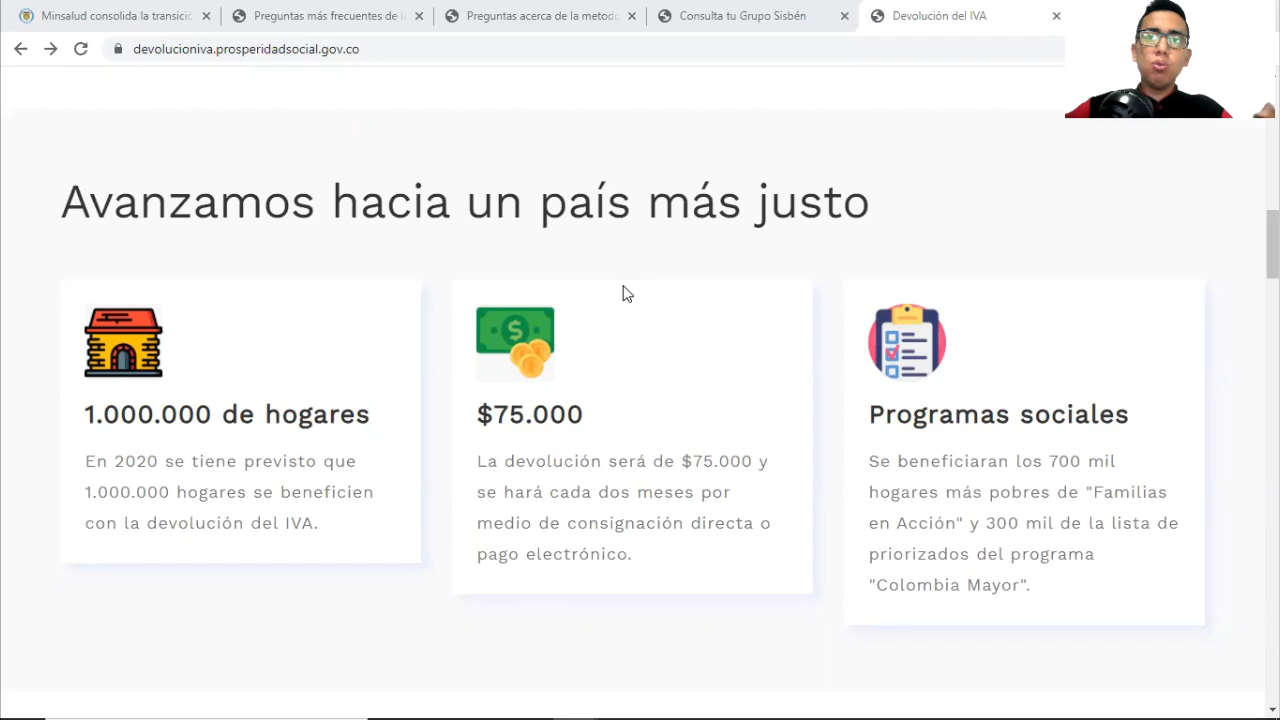 Minsalud consolida la transició
Preguntas más frecuentes de l
Preguntas acerca de la metodo
Consulta tu Grupo Sisbén
Devolución del IVA
devolucioniva.prosperidadsocial.gov.co
Avanzamos hacia un país más justo
1.000.000 de hogares
En 2020 se tiene previsto que
1.000.000 hogares se beneficien
con la devolución del IVA.
$75.000
La devolución será de $75.000 y
se hará cada dos meses por
medio de consignación directa o
pago electrónico.
Programas sociales
Se beneficiaran los 700 mil
hogares más pobres de "Familias
en Acción" y 300 mil de la lista de
priorizados del programa
"Colombia Mayor".